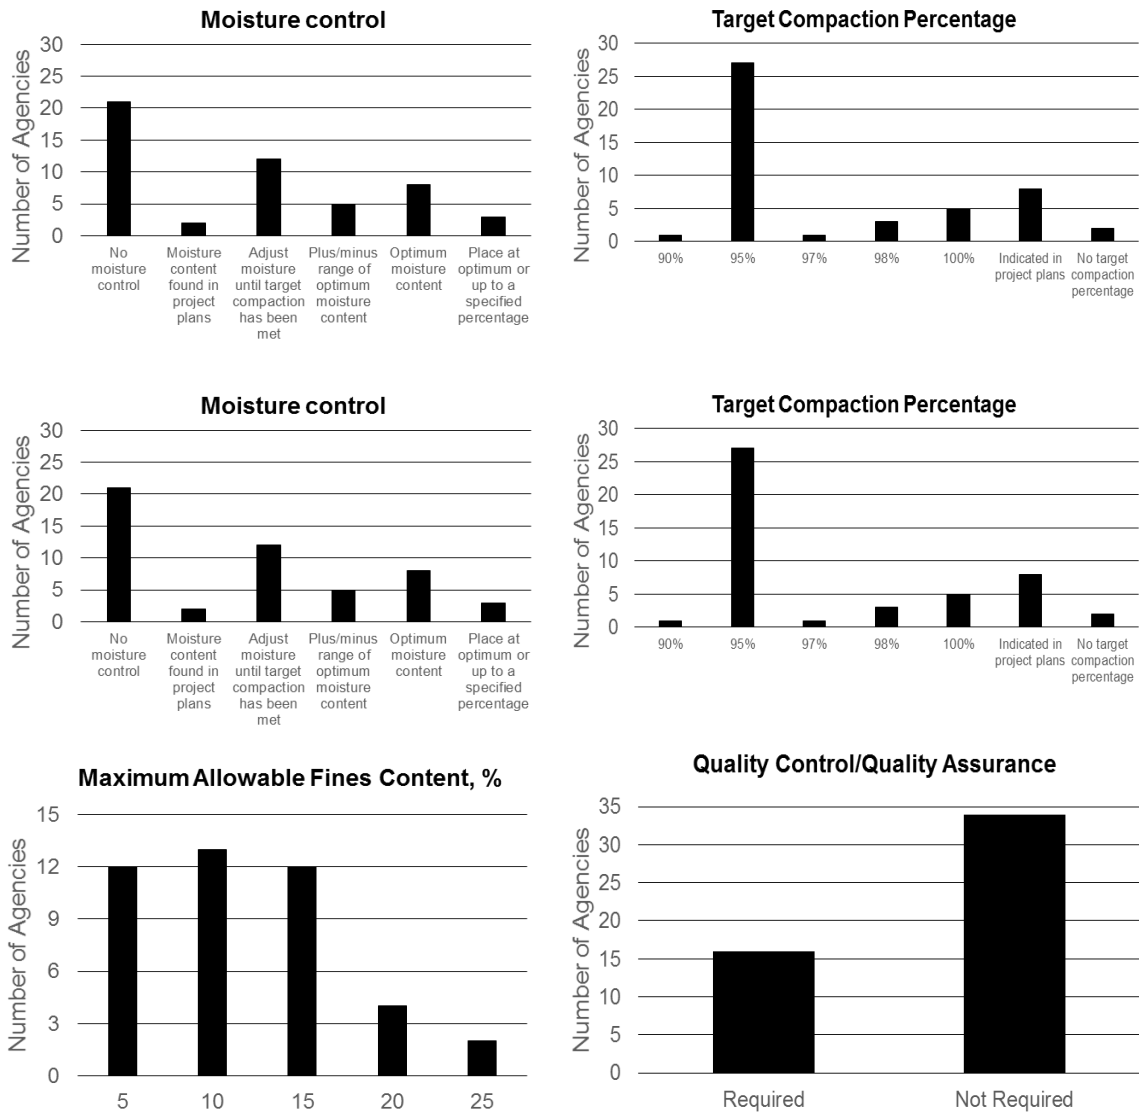 Moisture control
Number of Agencies
30
25
20
15
10
5
0
No
moisture
control
Moisture
content
found in
project
plans
Adjust
moisture
until target
compaction
has been
met
Plus/minus
range of
optimum
moisture
content
Optimum
moisture
content
Place at
optimum or
up to a
specified
percentage
Target Compaction Percentage
Number of Agencies
30
25
20
15
10
5
0
90%
95%
97%
98%
100%
Indicated in
project plans
No target
compaction
percentage
Moisture control
Number of Agencies
30
25
20
15
10
5
0
No
moisture
control
Moisture
content
found in
project
plans
Adjust
moisture
until target
compaction
has been
met
Plus/minus
range of
optimum
moisture
content
Optimum
moisture
content
Place at
optimum or
up to a
specified
percentage
Target Compaction Percentage
Number of Agencies
30
25
20
15
10
5
0
90%
95%
97%
98%
100%
Indicated in
project plans
No target
compaction
percentage
Maximum Allowable Fines Content, %
Number of Agencies
15
12
9
6
3
0
5
10
15
20
25
Quality Control/Quality Assurance
Number of Agencies
35
30
25
20
15
10
5
0
Required
Not Required